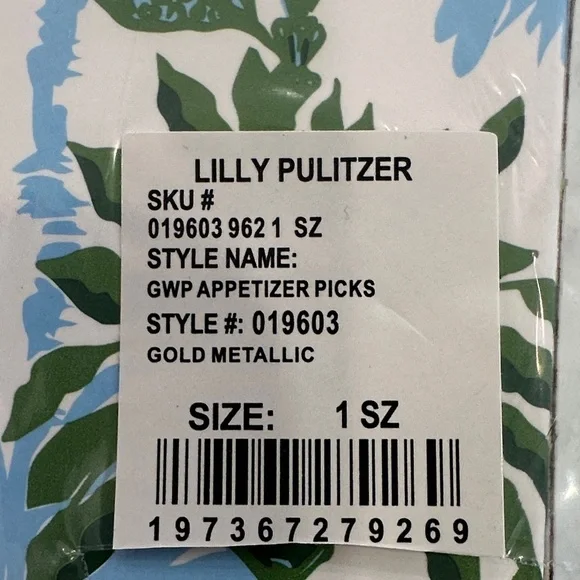 LILLY PULITZER
SKU #
019603 962 1 SZ
STYLE NAME:
GWP APPETIZER PICKS
STYLE #: 019603
GOLD METALLIC
SIZE: 1 SZ
197367279269